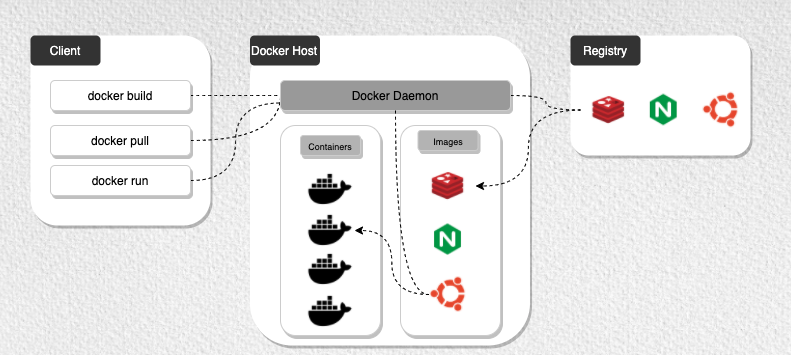 Client
docker build
docker pull
docker run
Docker Host
Docker Daemon
Containers
Images
N
Registry
N